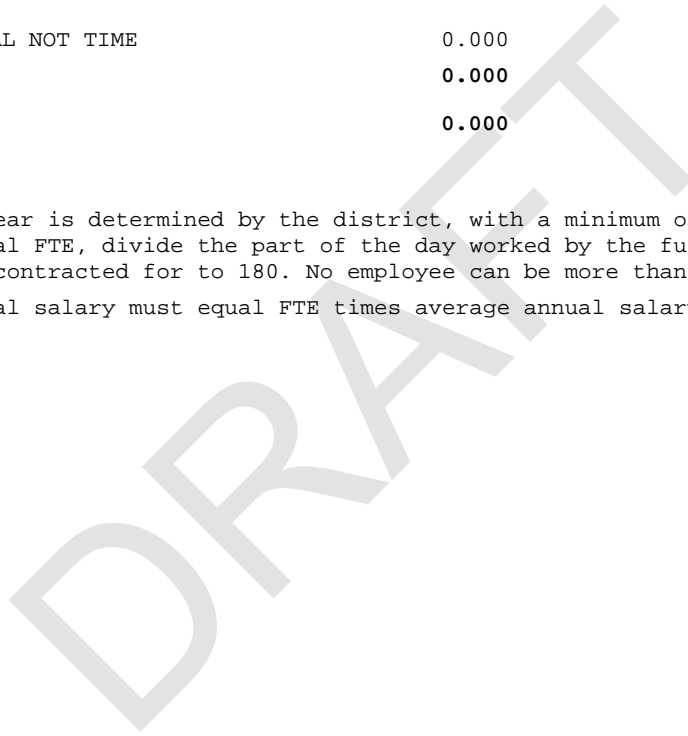 AL NOT TIME 0.000
0.000
0.000
ear is determined by the district, with a minimum o
al FTE, divide the part of the day worked by the fu
contracted for to 180. No employee can be more than
al salary must equal FTE times average annual salary
DRAFT